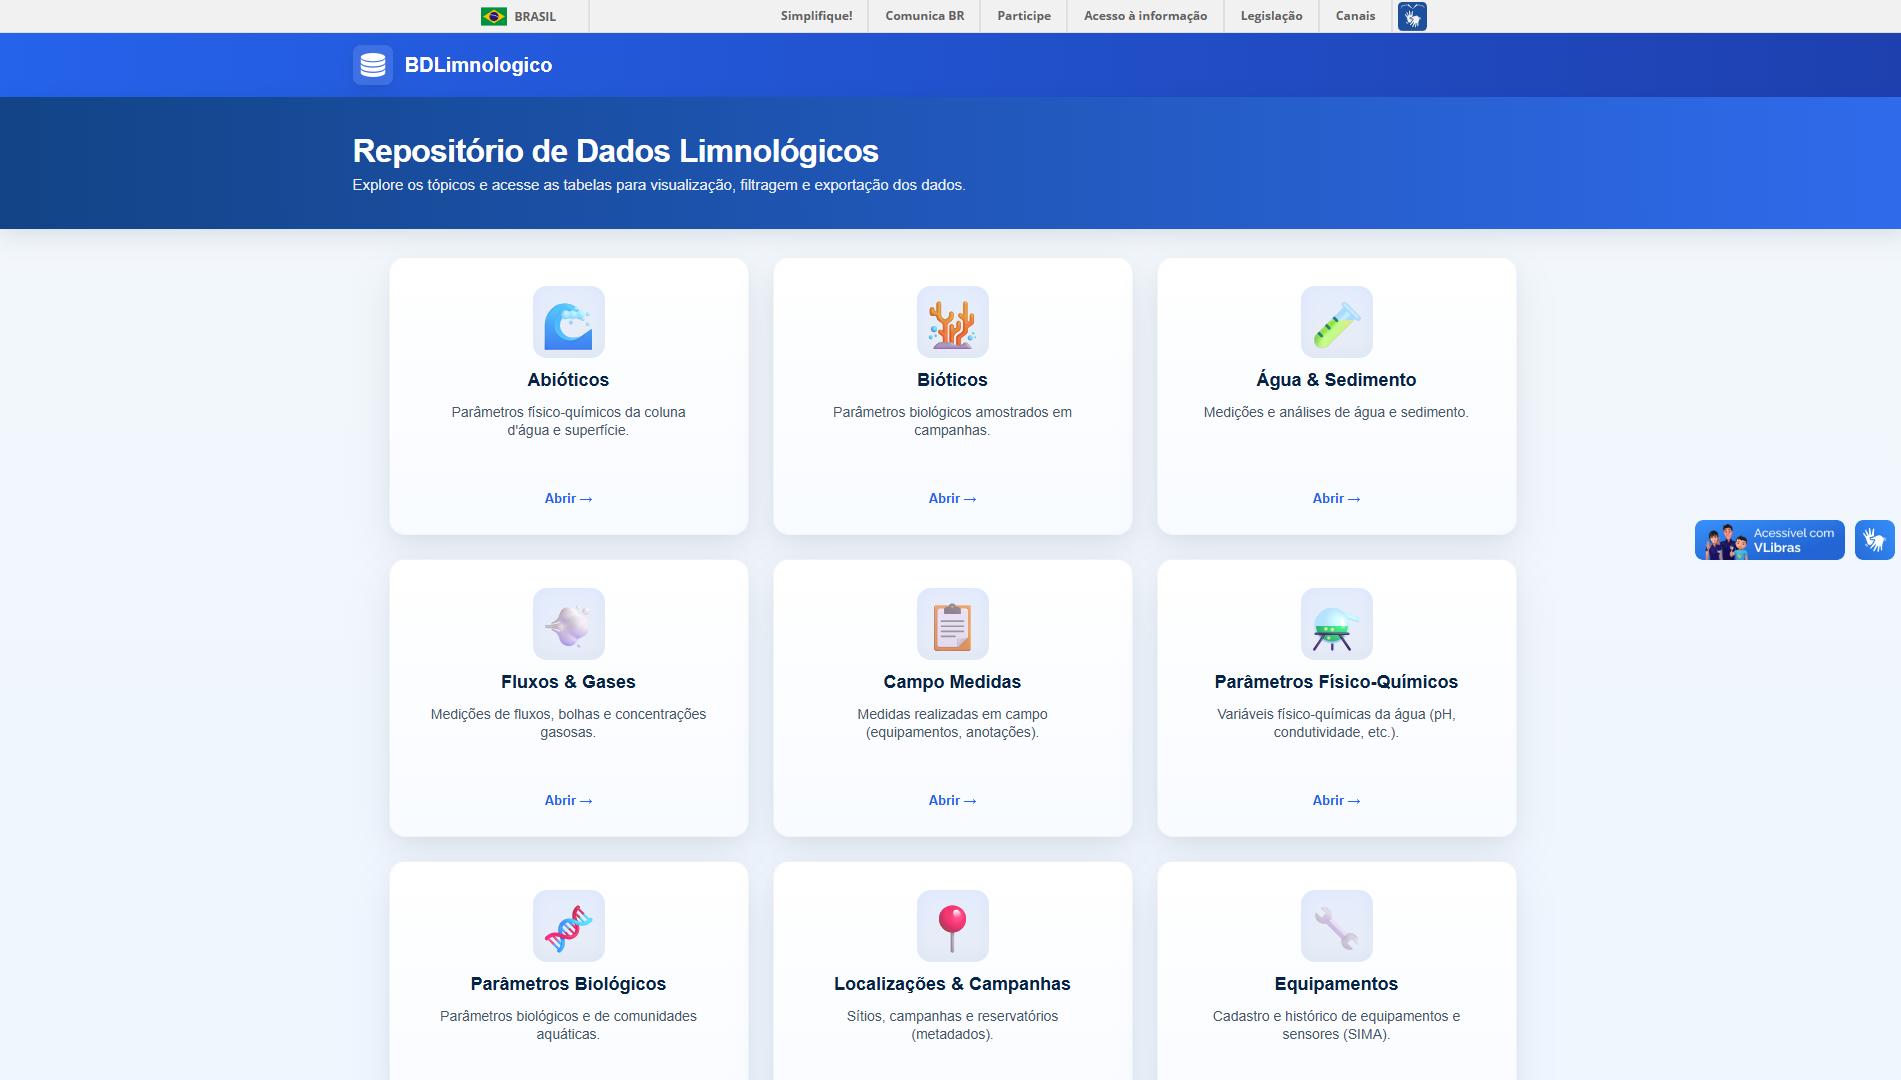 BRASIL
Simplifique!
Comunica BR
Participe
Acesso à informação
Legislação
Canais
BDLimnologico
Repositório de Dados Limnológicos
Explore os tópicos e acesse as tabelas para visualização, filtragem e exportação dos dados.
Abióticos
Parâmetros físico-químicos da coluna
d'água e superfície.
Abrir →
Bióticos
Parâmetros biológicos amostrados em
campanhas.
Abrir →
Água & Sedimento
Medições e análises de água e sedimento.
Abrir →
Acessível com
VLibras
Fluxos & Gases
Medições de fluxos, bolhas e concentrações
gasosas.
Abrir →
Campo Medidas
Medidas realizadas em campo
(equipamentos, anotações).
Abrir →
Parâmetros Físico-Químicos
Variáveis físico-químicas da água (pH,
condutividade, etc.).
Abrir →
Parâmetros Biológicos
Parâmetros biológicos e de comunidades
aquáticas.
Localizações & Campanhas
Sítios, campanhas e reservatórios
(metadados).
Equipamentos
Cadastro e histórico de equipamentos e
sensores (SIMA).